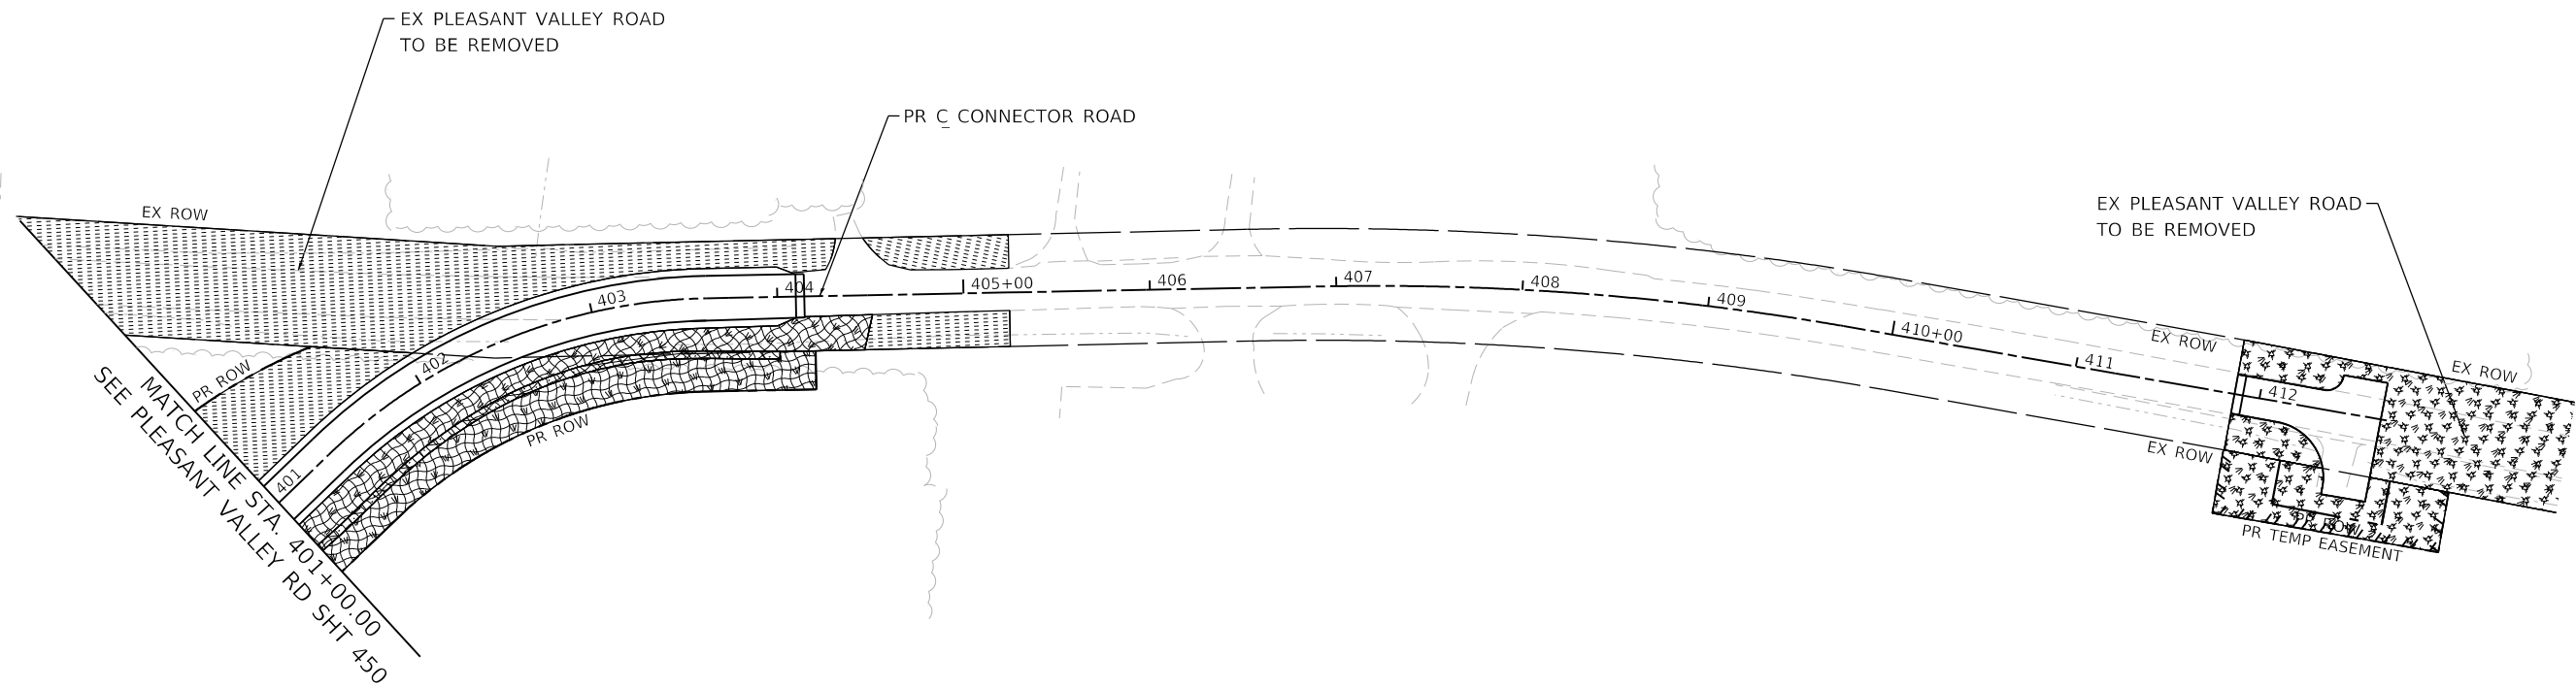 EX PLEASANT VALLEY ROAD
TO BE REMOVED
PR C̲ CONNECTOR ROAD
EX PLEASANT VALLEY ROAD
TO BE REMOVED
EX ROW
401
402
403
404
405+00
406
407
408
409
410+00
411
412
EX ROW
EX ROW
EX ROW
PR ROW
PR ROW
PR ROW
PR TEMP EASEMENT
MATCH LINE STA. 401+00.00
SEE PLEASANT VALLEY RD SHT 450